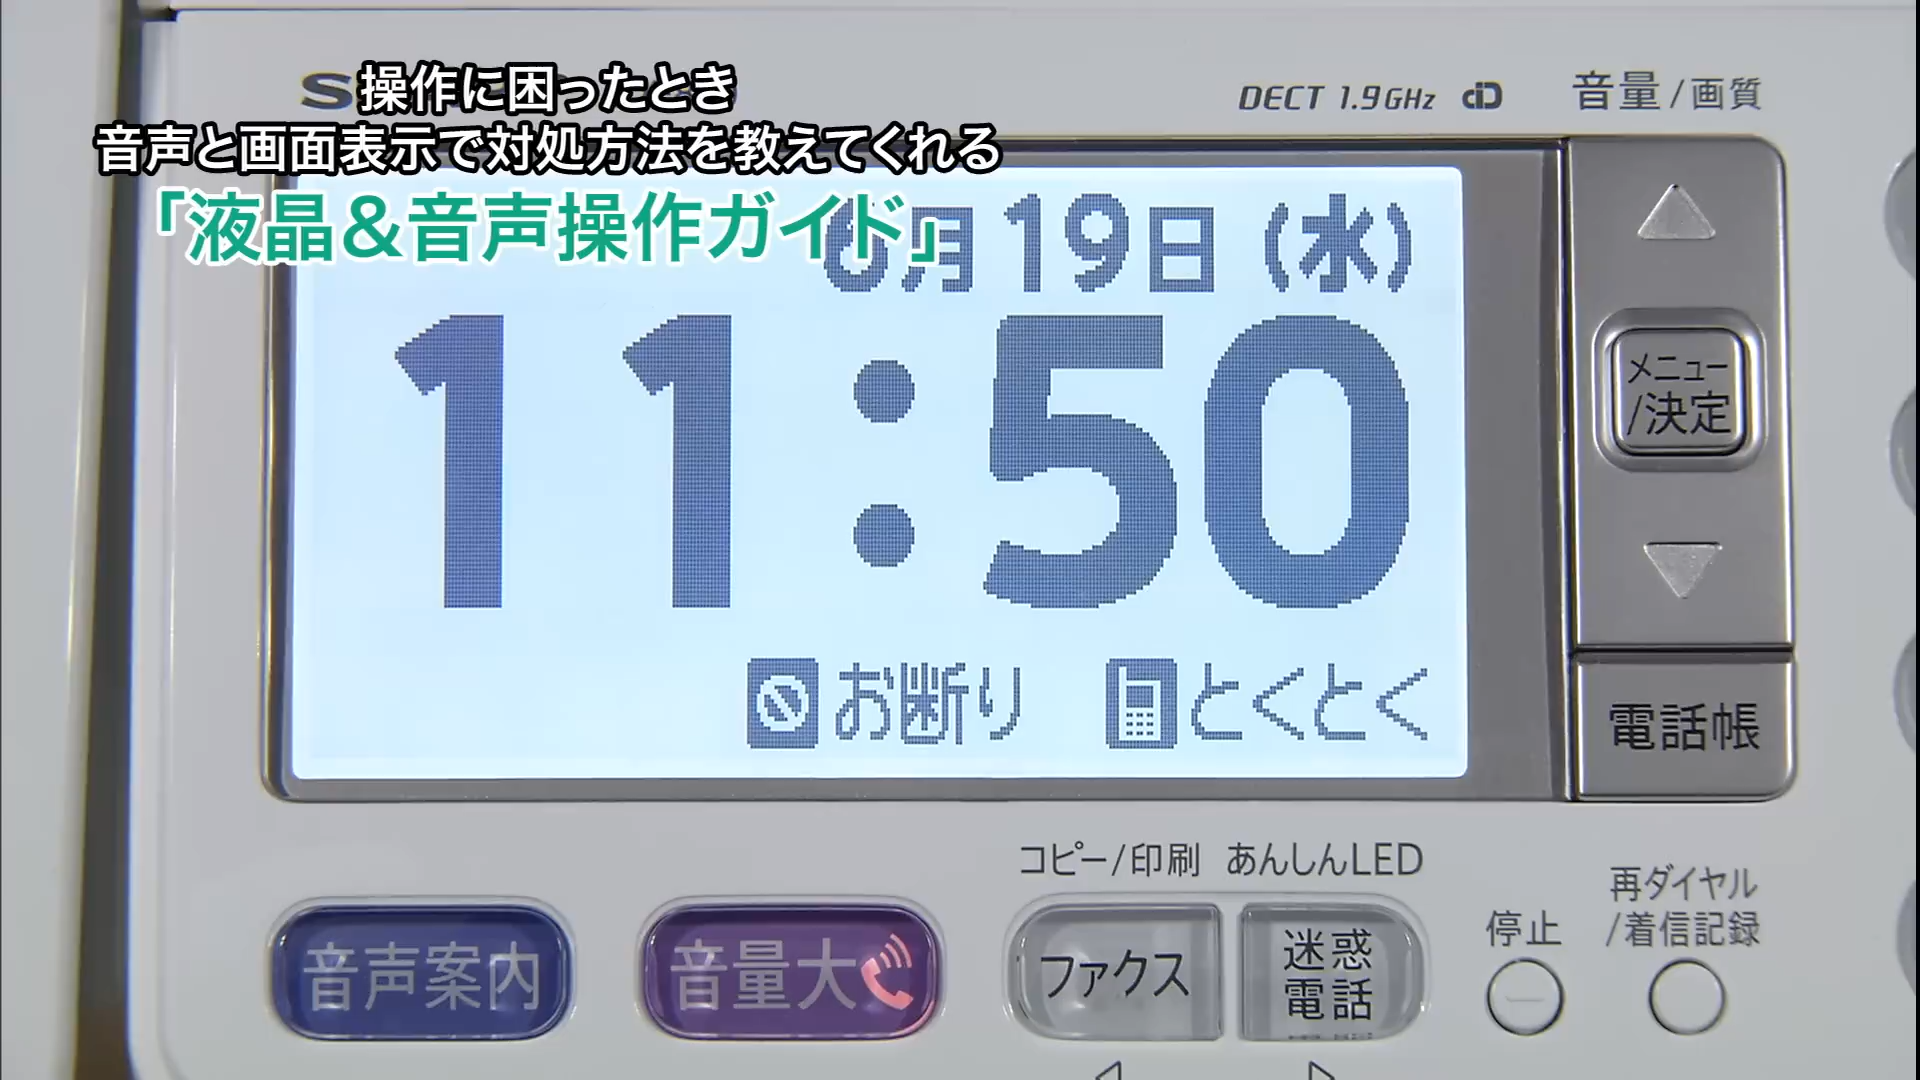 操作に困ったとき
音声と画面表示で対処方法を教えてくれる
「液晶&音声操作ガイド」
DECT 1.9GHz
音量/画質
6月19日(水)
11:50
お断り とくとく
メニュー
/決定
電話帳
コピー/印刷 あんしんLED
音声案内
音量大
ファクス
迷惑
電話
停止
再ダイヤル
/着信記録